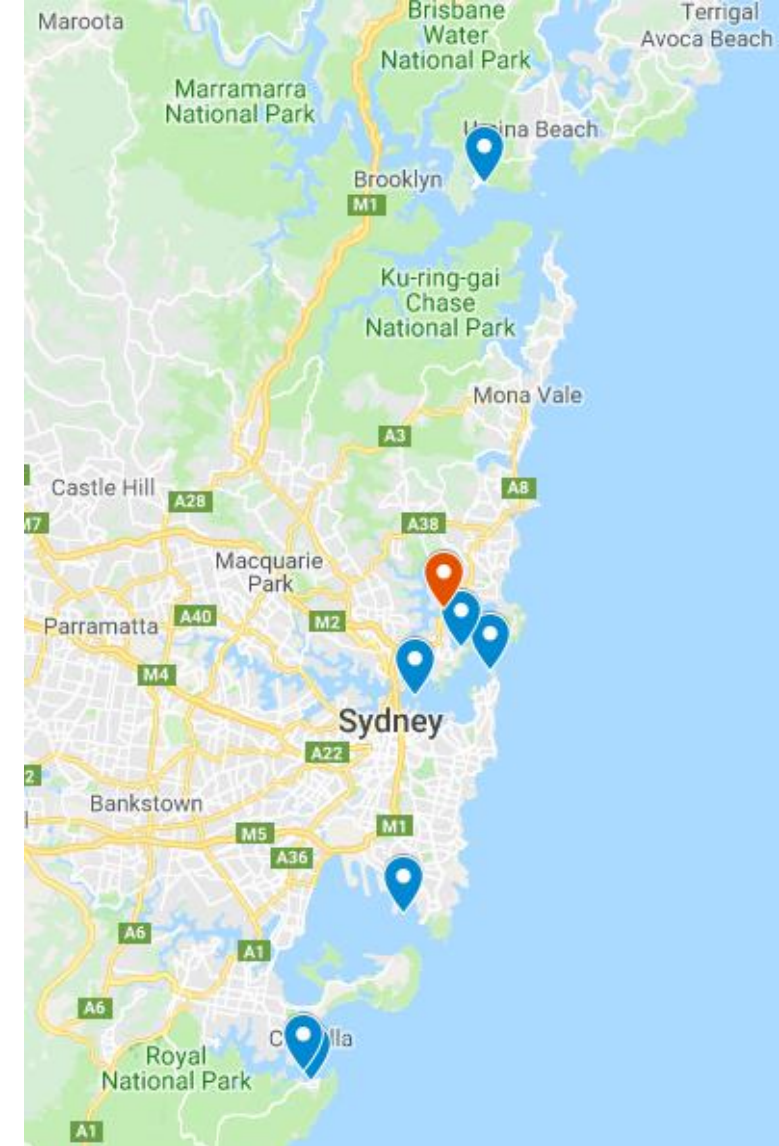 Maroota
Brisbane
Water
National Park
Terrigal
Avoca Beach
Marramarra
National Park
Beach
Brooklyn
M1
Ku-ring-gai
Chase
National Park
Mona Vale
A3
Castle Hill
A28
A8
A38
Macquarie
Park
A40
M2
Parramatta
M4
Sydney
A22
Bankstown
M1
M5
A36
A6
A1
A6
Royal
National Park
A1